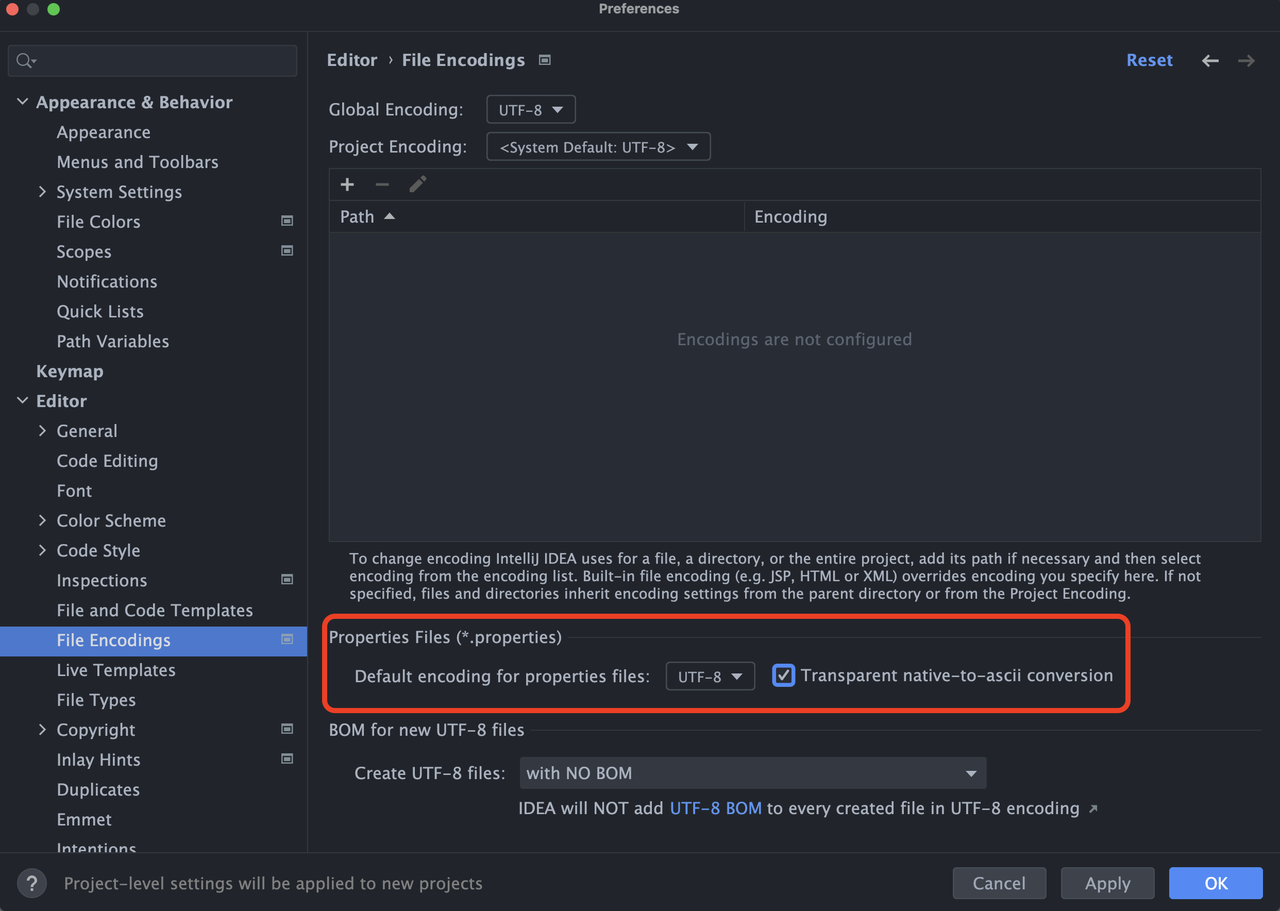 Preferences
Appearance & Behavior
Appearance
Menus and Toolbars
System Settings
File Colors
Scopes
Notifications
Quick Lists
Path Variables
Keymap
Editor
General
Code Editing
Font
Color Scheme
Code Style
Inspections
File and Code Templates
File Encodings
Live Templates
File Types
Copyright
Inlay Hints
Duplicates
Emmet
Intentions
Editor › File Encodings
Reset
Global Encoding: UTF-8
Project Encoding: <System Default: UTF-8>
Path Encoding
Encodings are not configured
To change encoding IntelliJ IDEA uses for a file, a directory, or the entire project, add its path if necessary and then select
encoding from the encoding list. Built-in file encoding (e.g. JSP, HTML or XML) overrides encoding you specify here. If not
specified, files and directories inherit encoding settings from the parent directory or from the Project Encoding.
Properties Files (*.properties)
Default encoding for properties files: UTF-8 Transparent native-to-ascii conversion
BOM for new UTF-8 files
Create UTF-8 files: with NO BOM
IDEA will NOT add UTF-8 BOM to every created file in UTF-8 encoding ↗
? Project-level settings will be applied to new projects
Cancel Apply OK